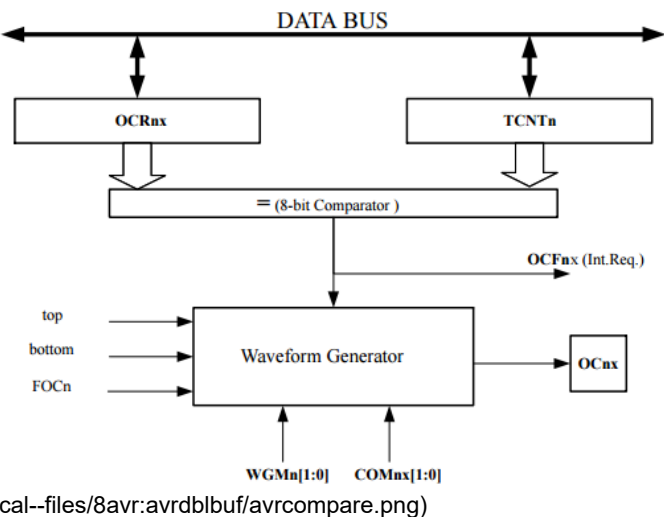 DATA BUS
OCRnx
TCNTn
= (8-bit Comparator )
OCFnx (Int.Req.)
top
bottom
FOCn
Waveform Generator
OCnx
WGMn[1:0]
COMnx[1:0]
cal--files/8avr:avrdblbuf/avrcompare.png)